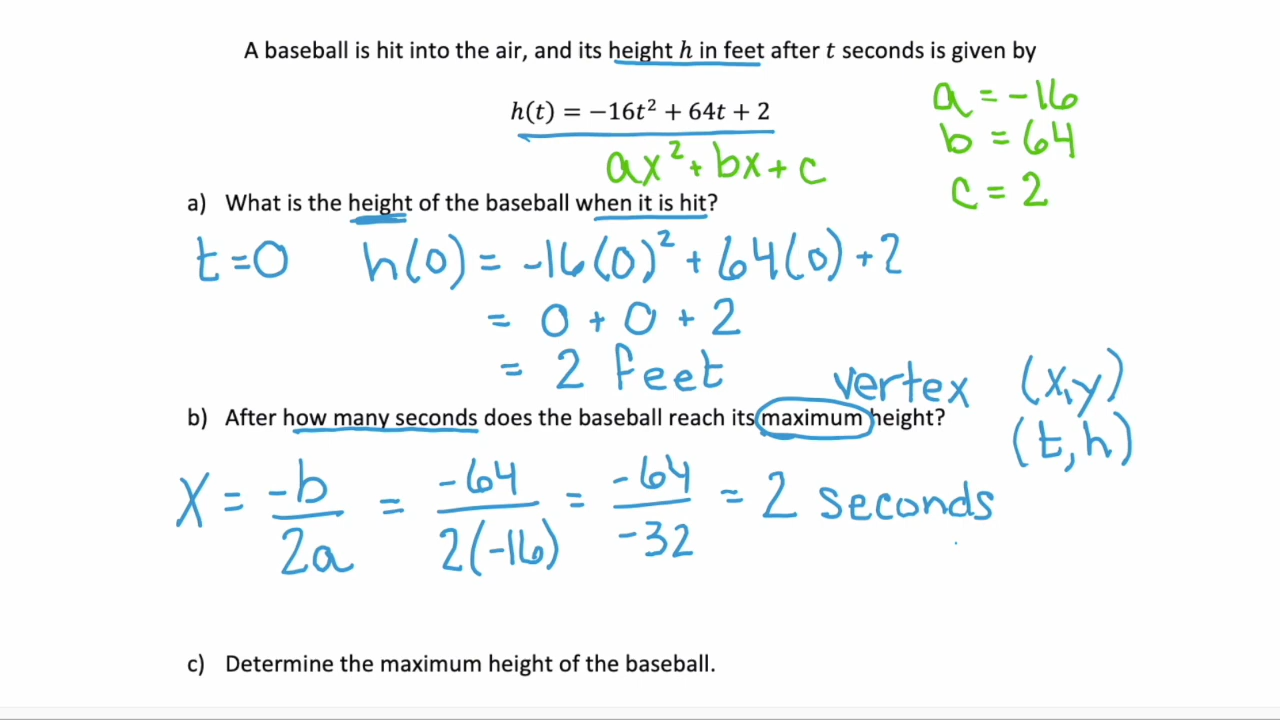 A baseball is hit into the air, and its height h in feet after t seconds is given by
h(t) = −16t² + 64t + 2
a = -16
b = 64
c = 2
ax² + bx + c
a) What is the height of the baseball when it is hit?
t = 0 h(0) = -16(0)² + 64(0) + 2
= 0 + 0 + 2
= 2 feet
vertex (x,y)
b) After how many seconds does the baseball reach its maximum height?
(t,h)
X = -b/2a = -64/2(-16) = -64/-32 = 2 seconds
c) Determine the maximum height of the baseball.